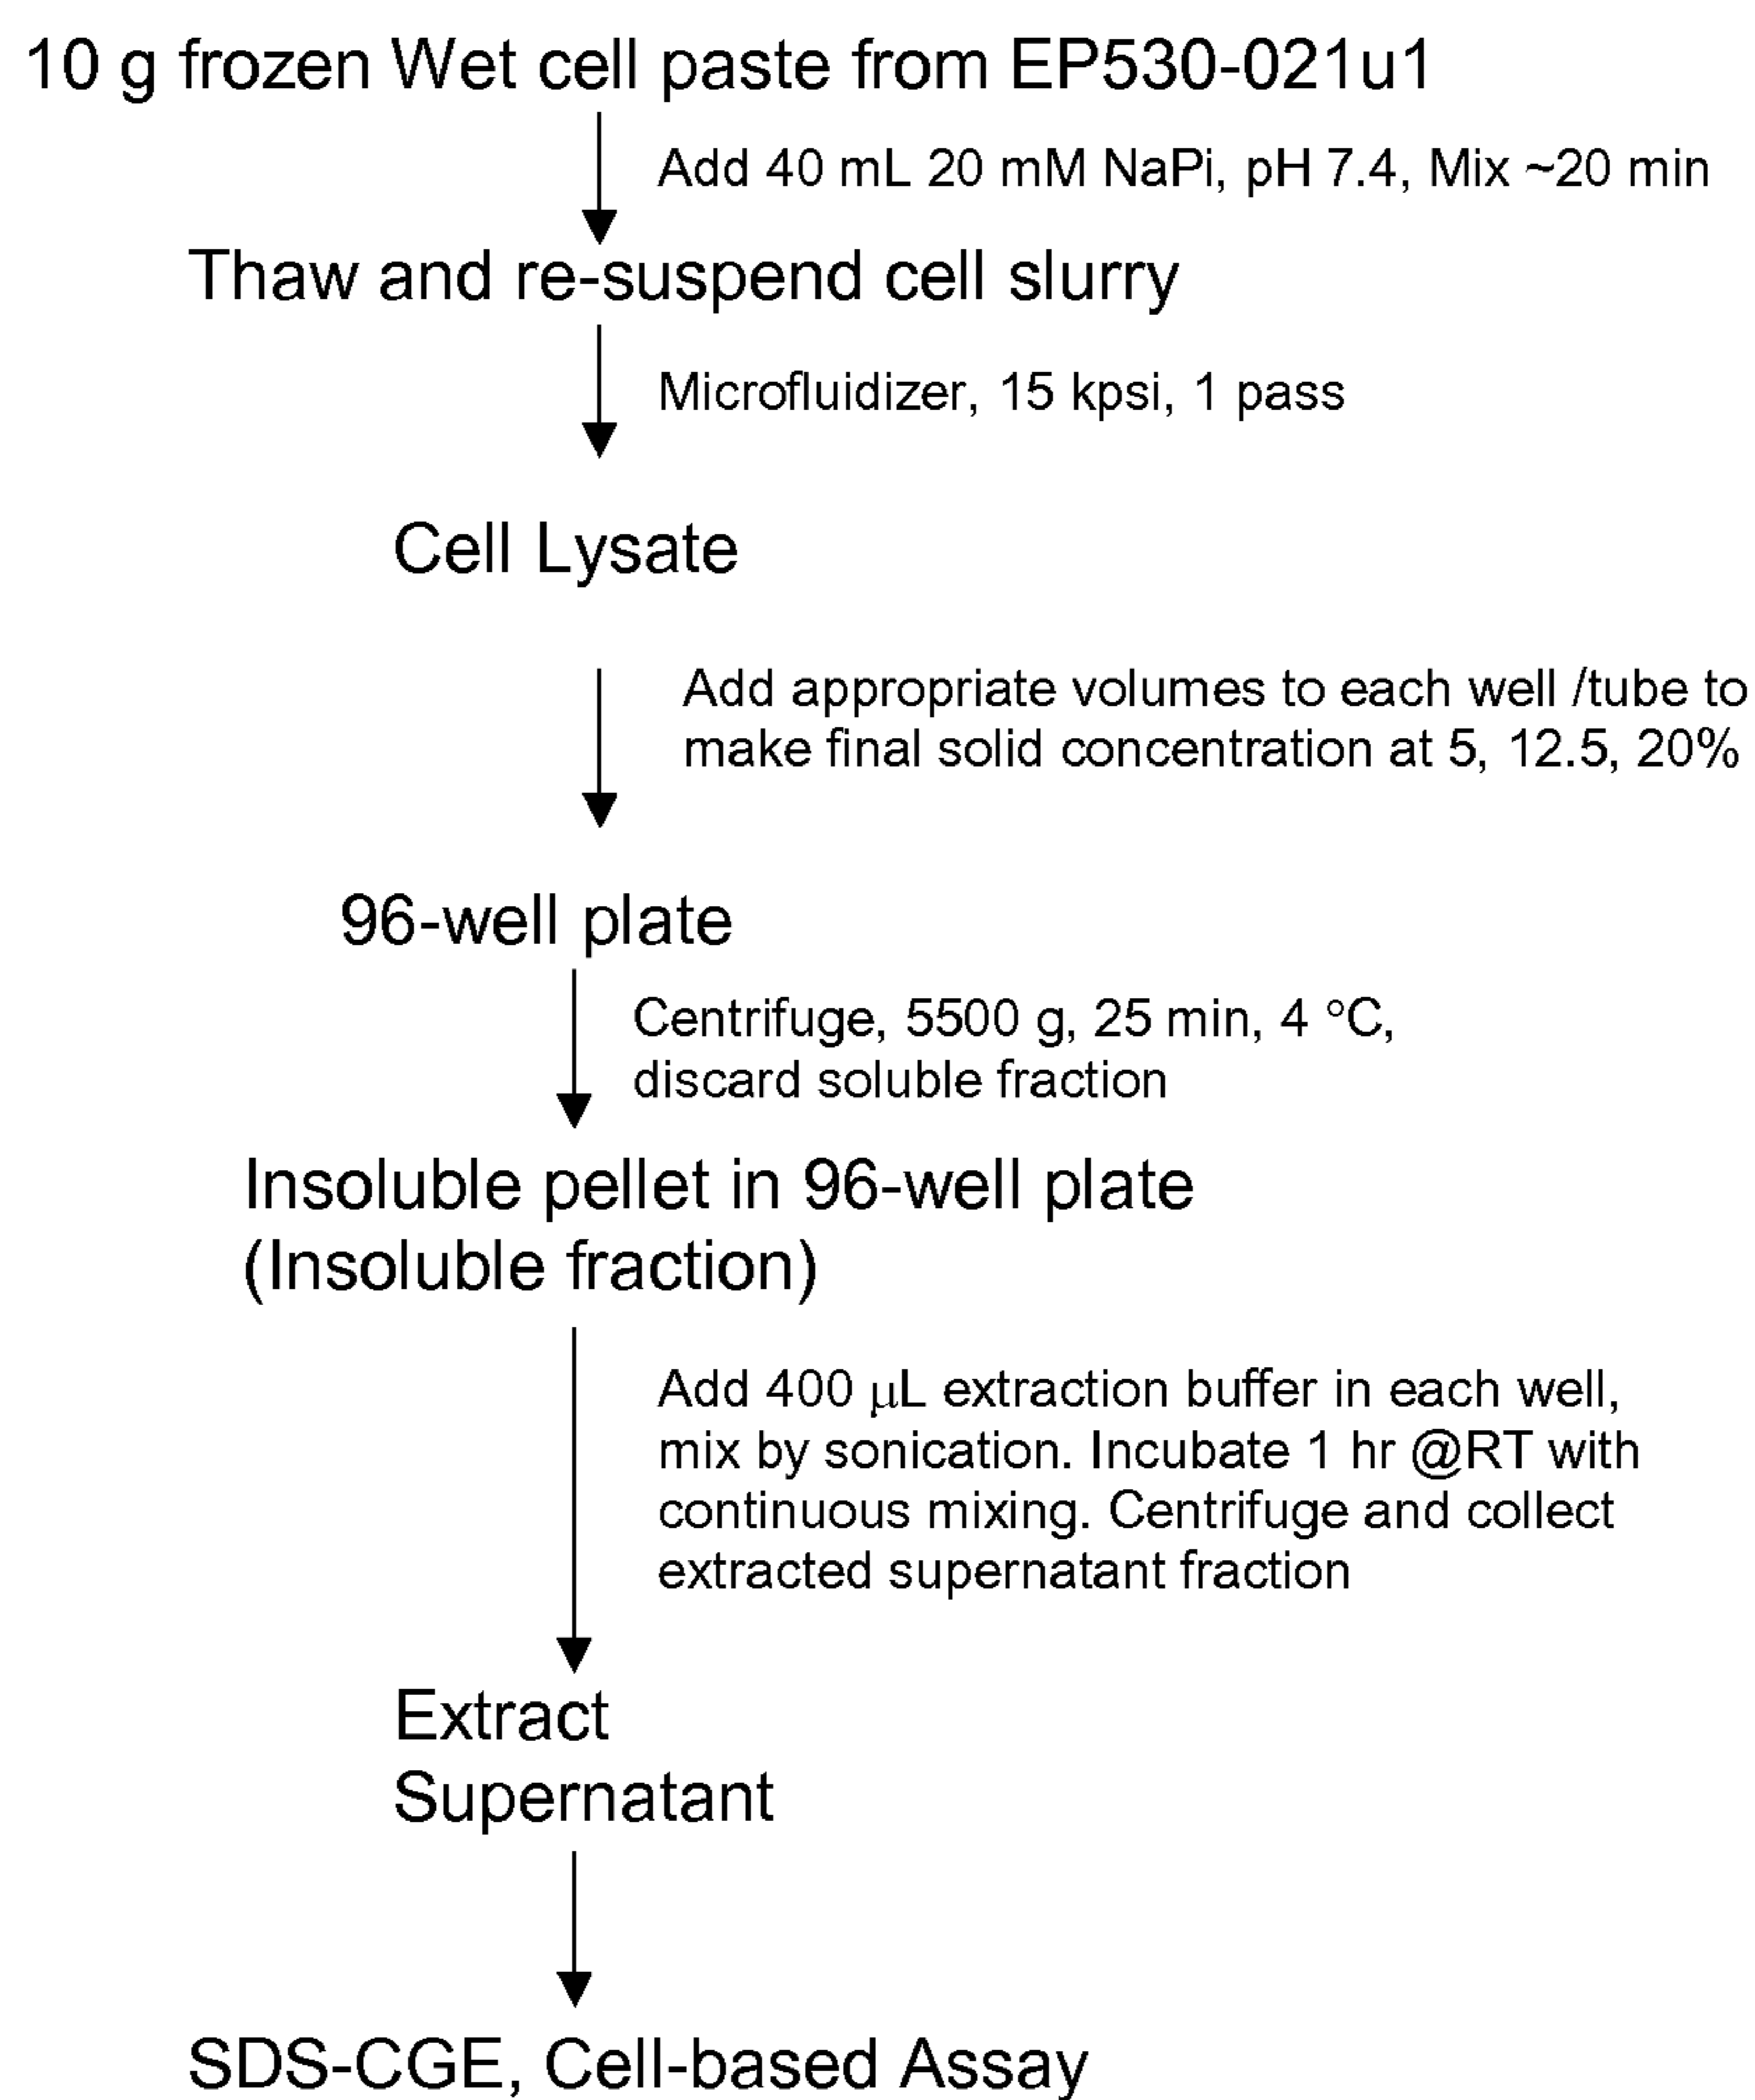 10 g frozen Wet cell paste from EP530-021u1
Add 40 mL 20 mM NaPi, pH 7.4, Mix ~20 min
Thaw and re-suspend cell slurry
Microfluidizer, 15 kpsi, 1 pass
Cell Lysate
Add appropriate volumes to each well /tube to
make final solid concentration at 5, 12.5, 20%
96-well plate
Centrifuge, 5500 g, 25 min, 4 °C,
discard soluble fraction
Insoluble pellet in 96-well plate
(Insoluble fraction)
Add 400 μL extraction buffer in each well,
mix by sonication. Incubate 1 hr @RT with
continuous mixing. Centrifuge and collect
extracted supernatant fraction
Extract
Supernatant
SDS-CGE, Cell-based Assay